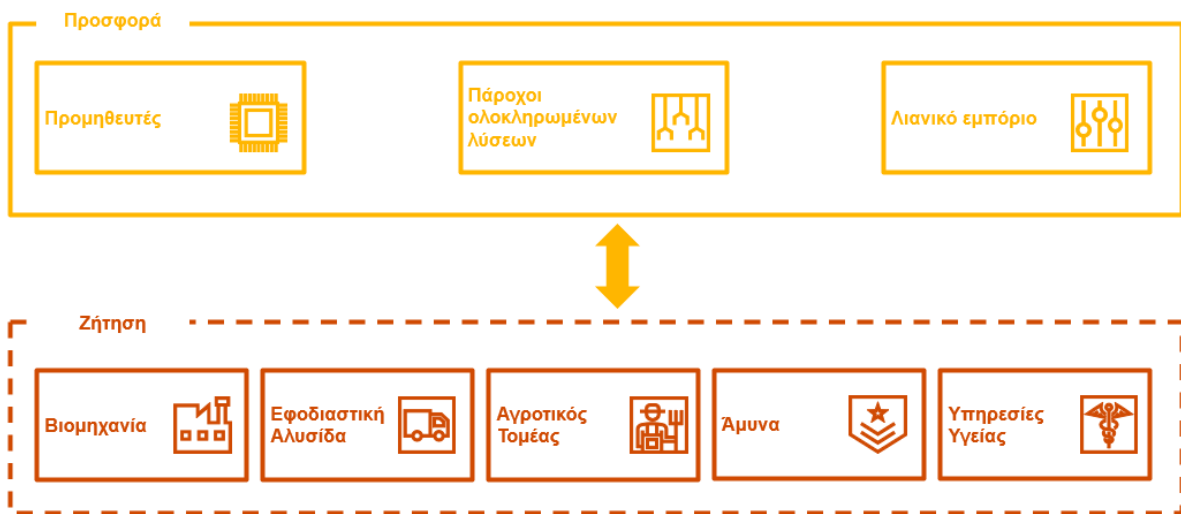 Προσφορά
Προμηθευτές
Πάροχοι
ολοκληρωμένων
λύσεων
Λιανικό εμπόριο
Ζήτηση
Βιομηχανία
Εφοδιαστική
Αλυσίδα
Αγροτικός
Τομέας
Άμυνα
Υπηρεσίες
Υγείας